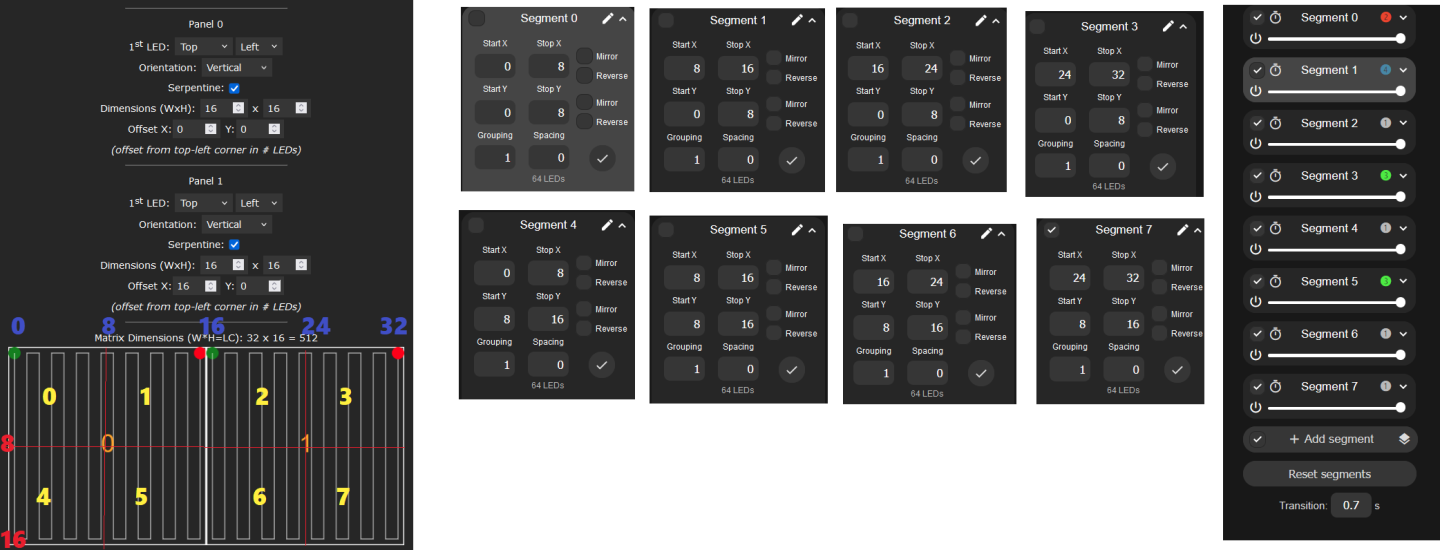 Panel 0
1st LED: Top Left
Orientation: Vertical
Serpentine:
Dimensions (WxH): 16 x 16
Offset X: 0 Y: 0
(offset from top-left corner in # LEDs)
Panel 1
1st LED: Top Left
Orientation: Vertical
Serpentine:
Dimensions (WxH): 16 x 16
Offset X: 16 Y: 0
(offset from top-left corner in # LEDs)
0 8 16 24 32
Matrix Dimensions (W*H=LC): 32 x 16 = 512
0 1 2 3
8 0 1
4 5 6 7
16
Segment 0
Start X Stop X
0 8 Mirror
Reverse
Start Y Stop Y
0 8 Mirror
Reverse
Grouping Spacing
1 0
64 LEDs
Segment 1
Start X Stop X
8 16 Mirror
Reverse
Start Y Stop Y
0 8 Mirror
Reverse
Grouping Spacing
1 0
64 LEDs
Segment 2
Start X Stop X
16 24 Mirror
Reverse
Start Y Stop Y
0 8 Mirror
Reverse
Grouping Spacing
1 0
64 LEDs
Segment 3
Start X Stop X
24 32 Mirror
Reverse
Start Y Stop Y
0 8 Mirror
Reverse
Grouping Spacing
1 0
64 LEDs
Segment 4
Start X Stop X
0 8 Mirror
Reverse
Start Y Stop Y
8 16 Mirror
Reverse
Grouping Spacing
1 0
64 LEDs
Segment 5
Start X Stop X
8 16 Mirror
Reverse
Start Y Stop Y
8 16 Mirror
Reverse
Grouping Spacing
1 0
64 LEDs
Segment 6
Start X Stop X
16 24 Mirror
Reverse
Start Y Stop Y
8 16 Mirror
Reverse
Grouping Spacing
1 0
64 LEDs
Segment 7
Start X Stop X
24 32 Mirror
Reverse
Start Y Stop Y
8 16 Mirror
Reverse
Grouping Spacing
1 0
64 LEDs
Segment 0 2
Segment 1 4
Segment 2 1
Segment 3 3
Segment 4 1
Segment 5 3
Segment 6 1
Segment 7 1
+ Add segment
Reset segments
Transition: 0.7 s